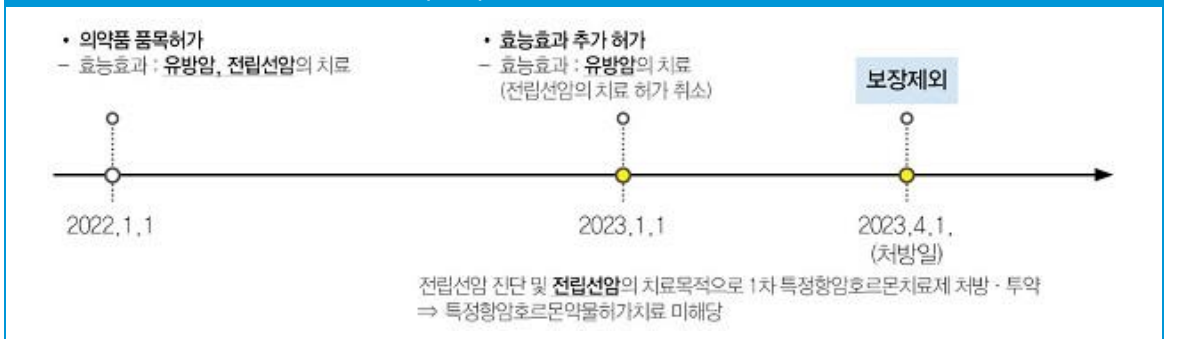 • 의약품 품목허가
– 효능효과 : 유방암, 전립선암의 치료
• 효능효과 추가 허가
– 효능효과 : 유방암의 치료
(전립선암의 치료 허가 취소)
보장제외
2022.1.1
2023.1.1
2023.4.1.
(처방일)
전립선암 진단 및 전립선암의 치료목적으로 1차 특정항암호르몬치료제 처방 · 투약
⇒ 특정항암호르몬약물허가치료 미해당